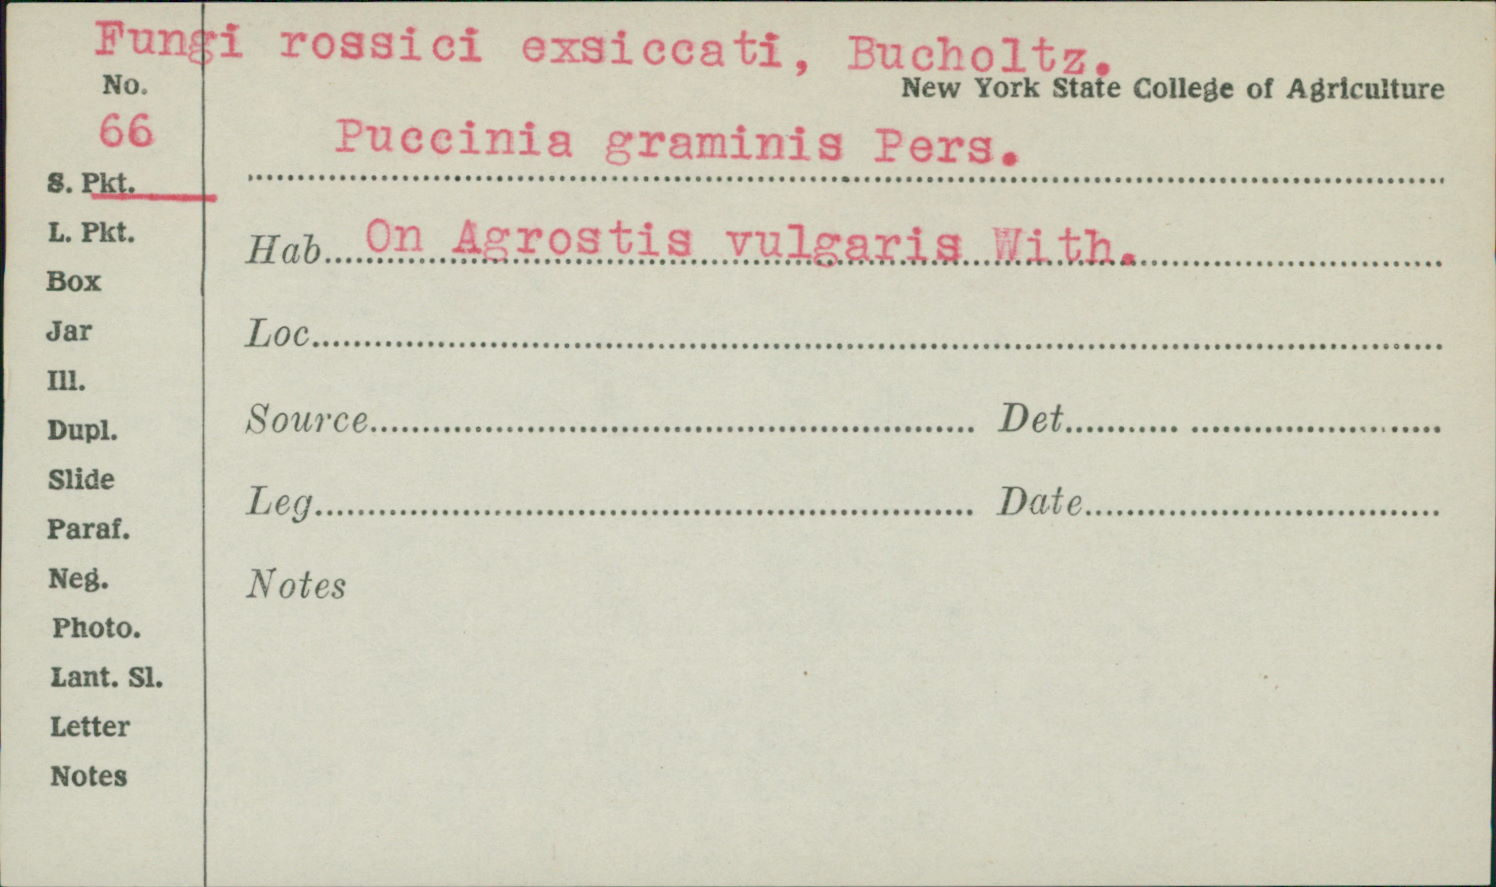 Fungi rossici exsiccati, Bucholtz.
No.
New York State College of Agriculture
66
Puccinia graminis Pers.
S. Pkt.
L. Pkt.
Hab. On Agrostis vulgaris With.
Box
Jar
Loc.
Ill.
Dupl.
Source
Det.
Slide
Leg.
Date
Paraf.
Neg.
Notes
Photo.
Lant. Sl.
Letter
Notes